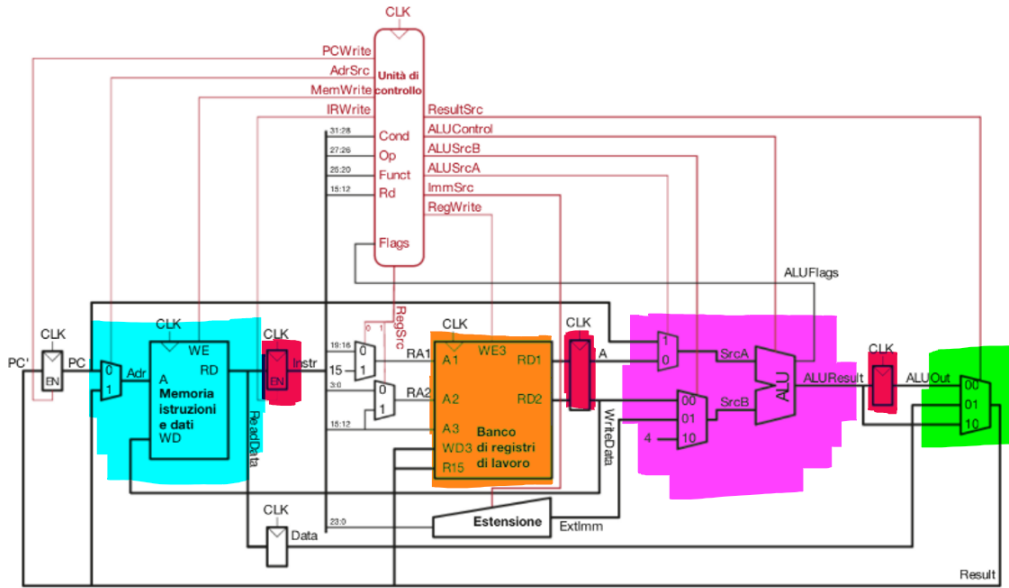 CLK
PCWrite
AdrSrc
MemWrite
IRWrite
Unità di
controllo
ResultSrc
ALUControl
ALUSrcB
ALUSrcA
ImmSrc
RegWrite
31:28
Cond
27:26
Op
25:20
Funct
15:12
Rd
Flags
ALUFlags
RegSrc
0 1
CLK
CLK
CLK
CLK
CLK
CLK
PC'
EN
PC
0
1
Adr
WE
A
RD
Memoria
istruzioni
e dati
WD
EN
Instr
ReadData
19:16
15
3:0
15:12
0
1
0
1
RA1
RA2
A1
A2
A3
WD3
R15
WE3
RD1
RD2
Banco
di registri
di lavoro
A
WriteData
1
0
00
01
4
10
SrcA
SrcB
ALU
ALUResult
ALUOut
00
01
10
CLK
Data
23:0
Estensione
ExtImm
Result